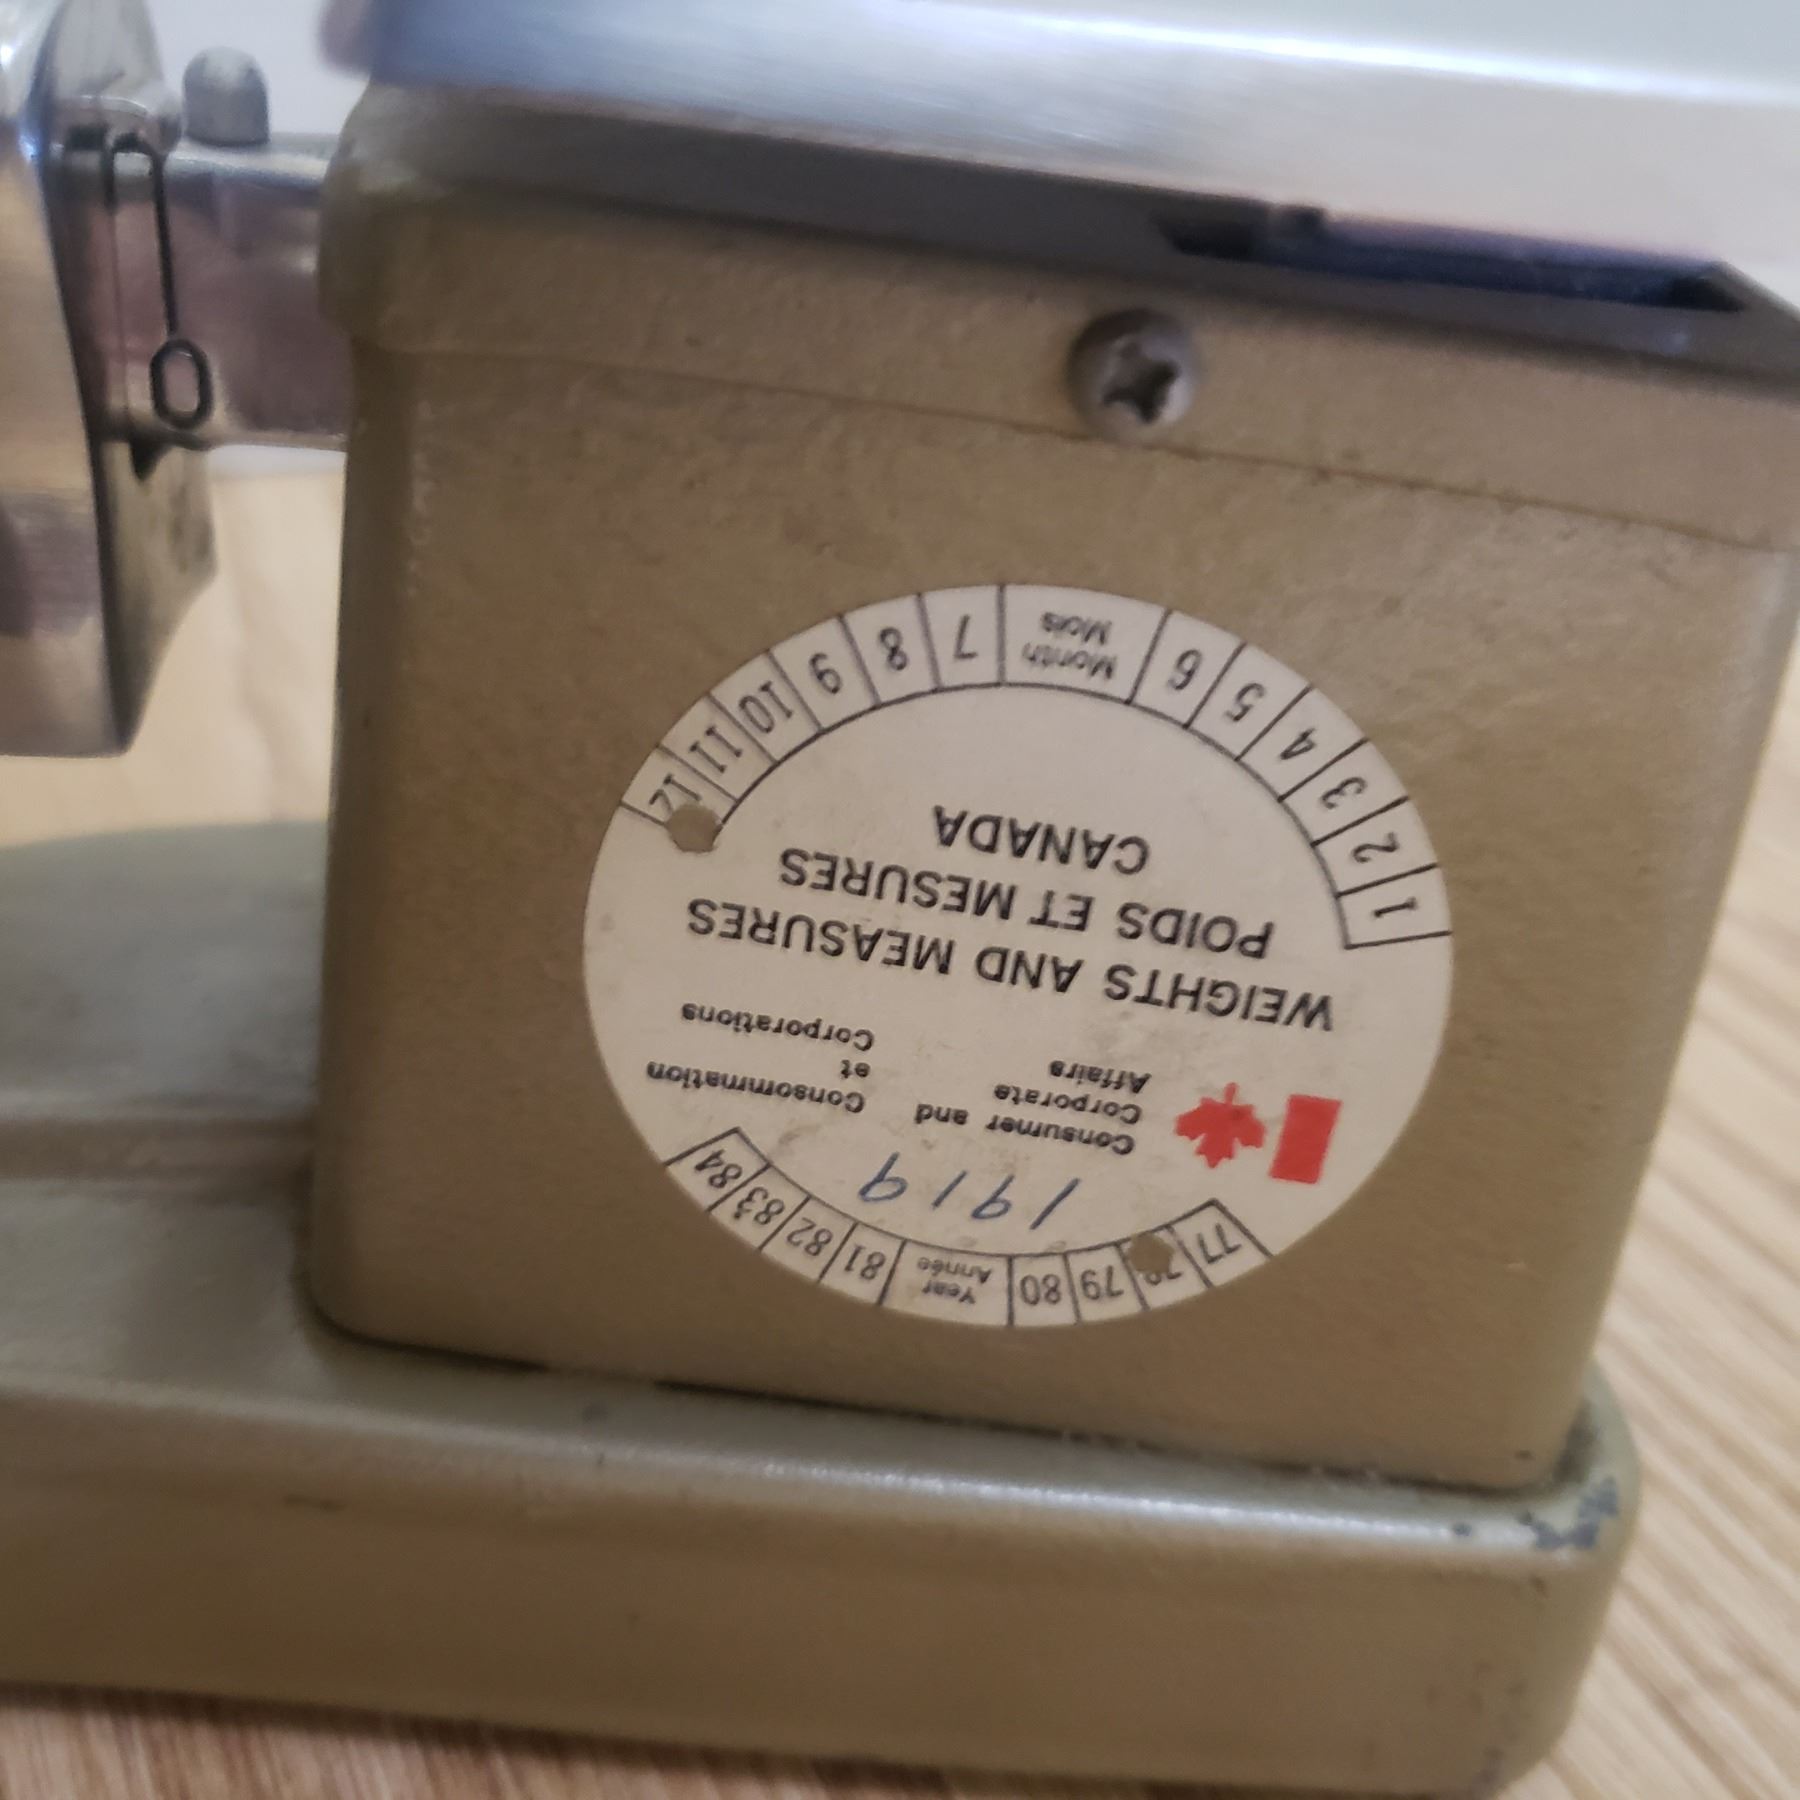 77 78 79 80 Year 81 82 83 84
Année
1919
Consumer and Consommation
Corporate et
Affairs Corporations
WEIGHTS AND MEASURES
POIDS ET MESURES
CANADA
1 2 3 4 5 6 Month 7 8 9 10 11 12
Mois
0